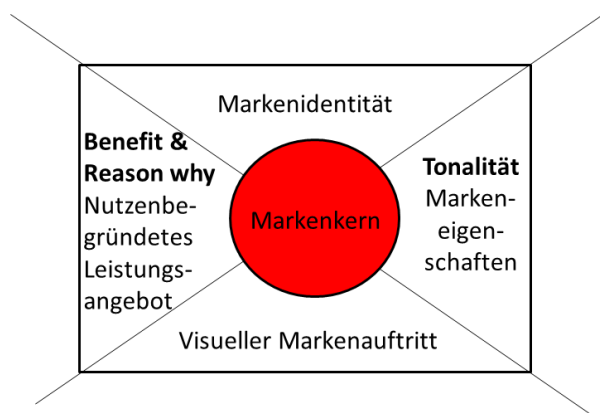 Markenidentität
Benefit &
Reason why
Nutzenbe-
gründetes
Leistungs-
angebot
Markenkern
Tonalität
Marken-
eigen-
schaften
Visueller Markenauftritt